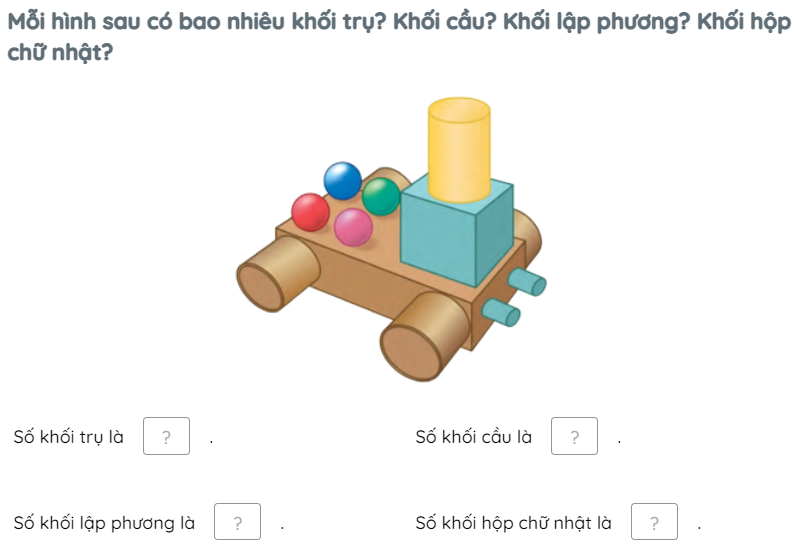 Mỗi hình sau có bao nhiêu khối trụ? Khối cầu? Khối lập phương? Khối hộp
chữ nhật?
Số khối trụ là ? .
Số khối cầu là ? .
Số khối lập phương là ? .
Số khối hộp chữ nhật là ? .